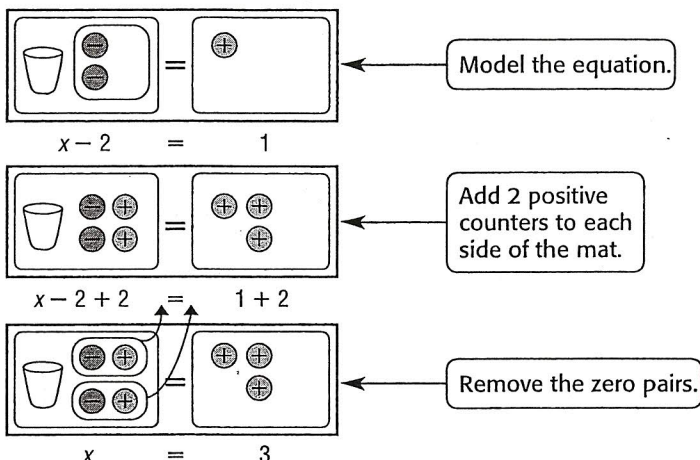 Model the equation.
x − 2 = 1
Add 2 positive
counters to each
side of the mat.
x − 2 + 2 = 1 + 2
Remove the zero pairs.
x = 3